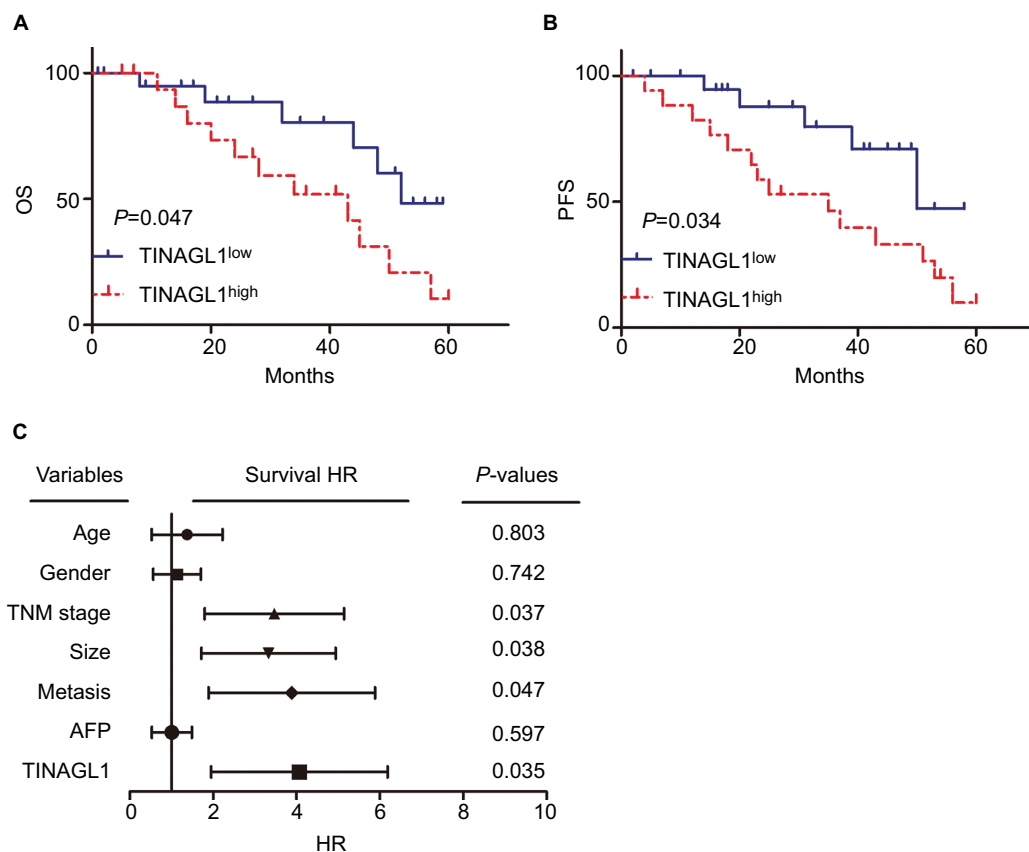 A
100
50
0
OS
P=0.047
TINAGL1low
TINAGL1high
0 20 40 60
Months
B
100
50
0
PFS
P=0.034
TINAGL1low
TINAGL1high
0 20 40 60
Months
C
Variables Survival HR P-values
Age 0.803
Gender 0.742
TNM stage 0.037
Size 0.038
Metasis 0.047
AFP 0.597
TINAGL1 0.035
0 2 4 6 8 10
HR